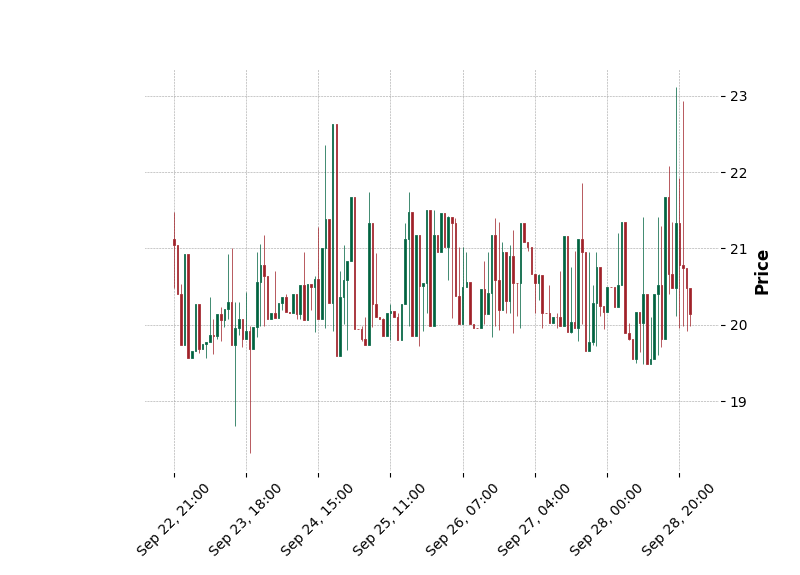 23
22
21
20
19
Price
Sep 22, 21:00
Sep 23, 18:00
Sep 24, 15:00
Sep 25, 11:00
Sep 26, 07:00
Sep 27, 04:00
Sep 28, 00:00
Sep 28, 20:00